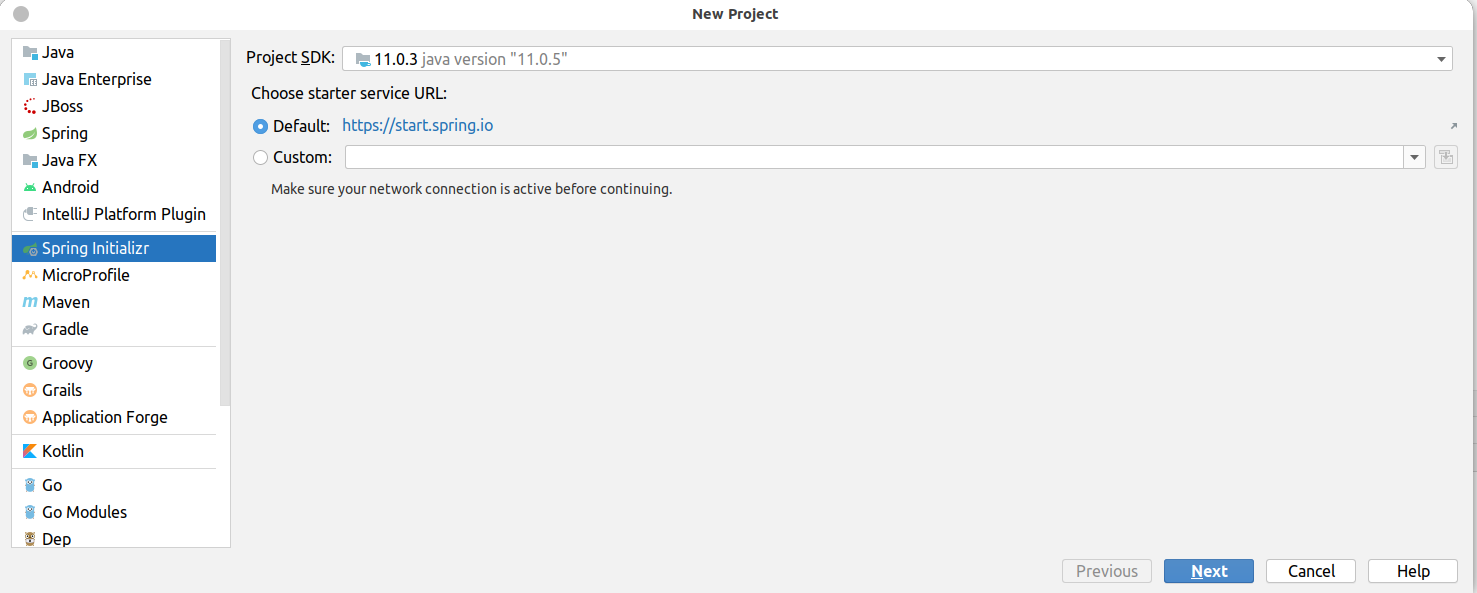 New Project
Java
Java Enterprise
JBoss
Spring
Java FX
Android
IntelliJ Platform Plugin
Spring Initializr
MicroProfile
Maven
Gradle
Groovy
Grails
Application Forge
Kotlin
Go
Go Modules
Dep
Project SDK: 11.0.3 java version "11.0.5"
Choose starter service URL:
Default: https://start.spring.io
Custom:
Make sure your network connection is active before continuing.
Previous Next Cancel Help